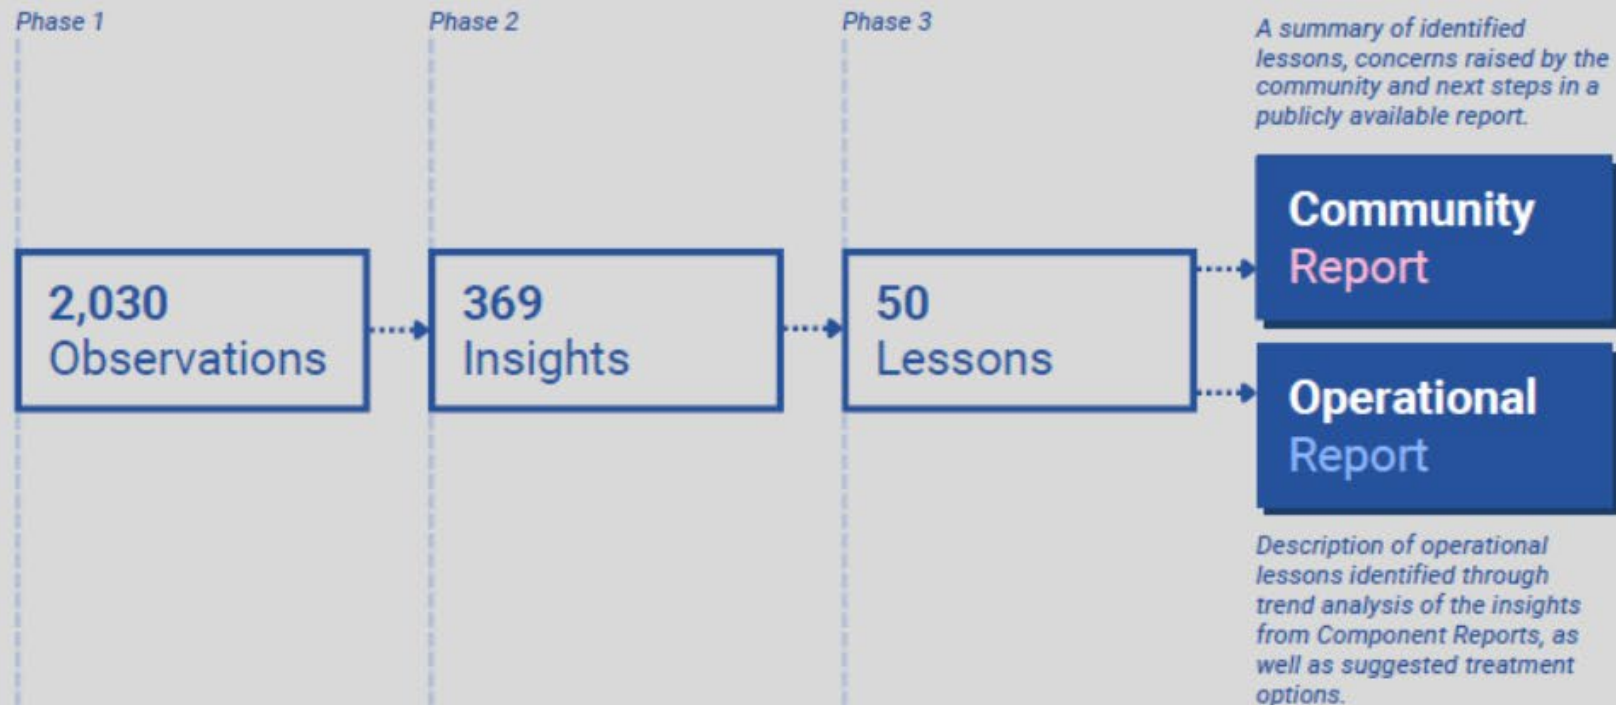 Phase 1
2,030
Observations
Phase 2
369
Insights
Phase 3
50
Lessons
A summary of identified
lessons, concerns raised by the
community and next steps in a
publicly available report.
Community
Report
Operational
Report
Description of operational
lessons identified through
trend analysis of the insights
from Component Reports, as
well as suggested treatment
options.